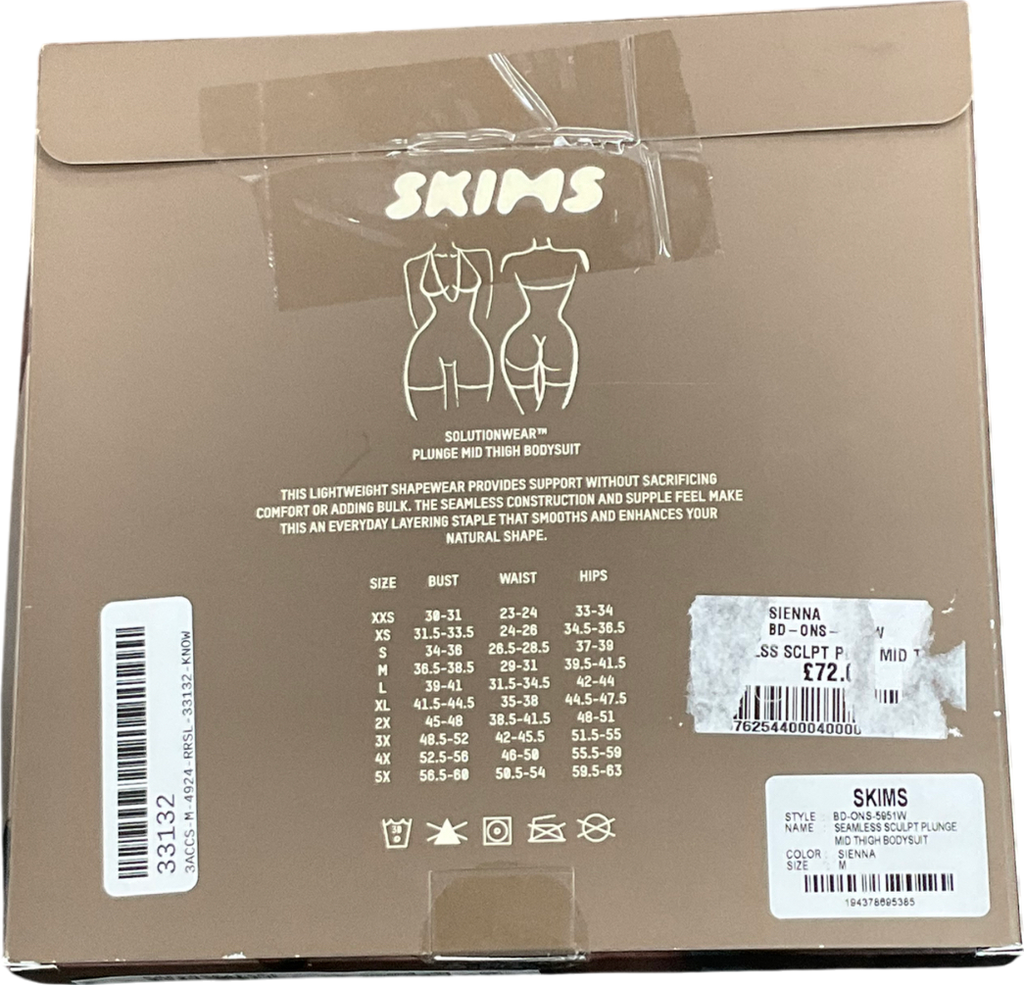 SKIMS
SOLUTIONWEAR™
PLUNGE MID THIGH BODYSUIT
THIS LIGHTWEIGHT SHAPEWEAR PROVIDES SUPPORT WITHOUT SACRIFICING
COMFORT OR ADDING BULK. THE SEAMLESS CONSTRUCTION AND SUPPLE FEEL MAKE
THIS AN EVERYDAY LAYERING STAPLE THAT SMOOTHS AND ENHANCES YOUR
NATURAL SHAPE.
SIZE BUST WAIST HIPS
XXS 30-31 23-24 33-34
XS 31.5-33.5 24-26 34.5-36.5
S 34-36 26.5-28.5 37-39
M 36.5-38.5 29-31 39.5-41.5
L 39-41 31.5-34.5 42-44
XL 41.5-44.5 35-38 44.5-47.5
2X 45-48 38.5-41.5 48-51
3X 48.5-52 42-45.5 51.5-55
4X 52.5-56 46-50 55.5-59
5X 56.5-60 50.5-54 59.5-63
30
33132
3ACCS-M-4924-RRSL-33132-KNOW
SIENNA
BD-ONS- W
SCLPT MID
£72.
SKIMS
STYLE : BD-ONS-5951W
NAME : SEAMLESS SCULPT PLUNGE
MID THIGH BODYSUIT
COLOR : SIENNA
SIZE : M
194378695385